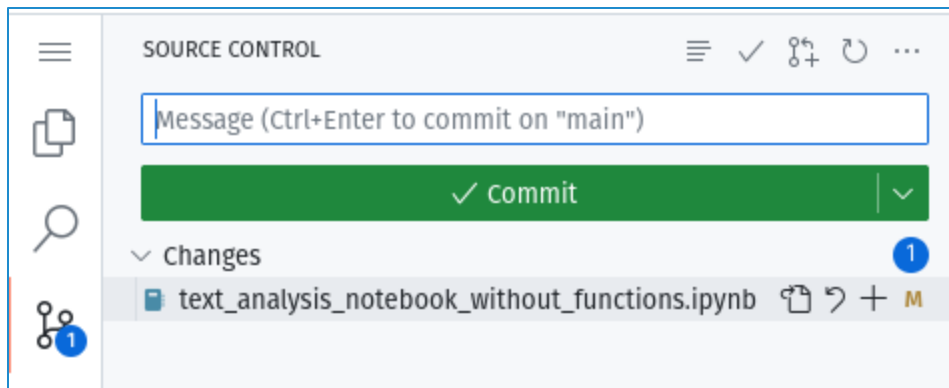 SOURCE CONTROL
Message (Ctrl+Enter to commit on "main")
Commit
Changes 1
text_analysis_notebook_without_functions.ipynb M
1